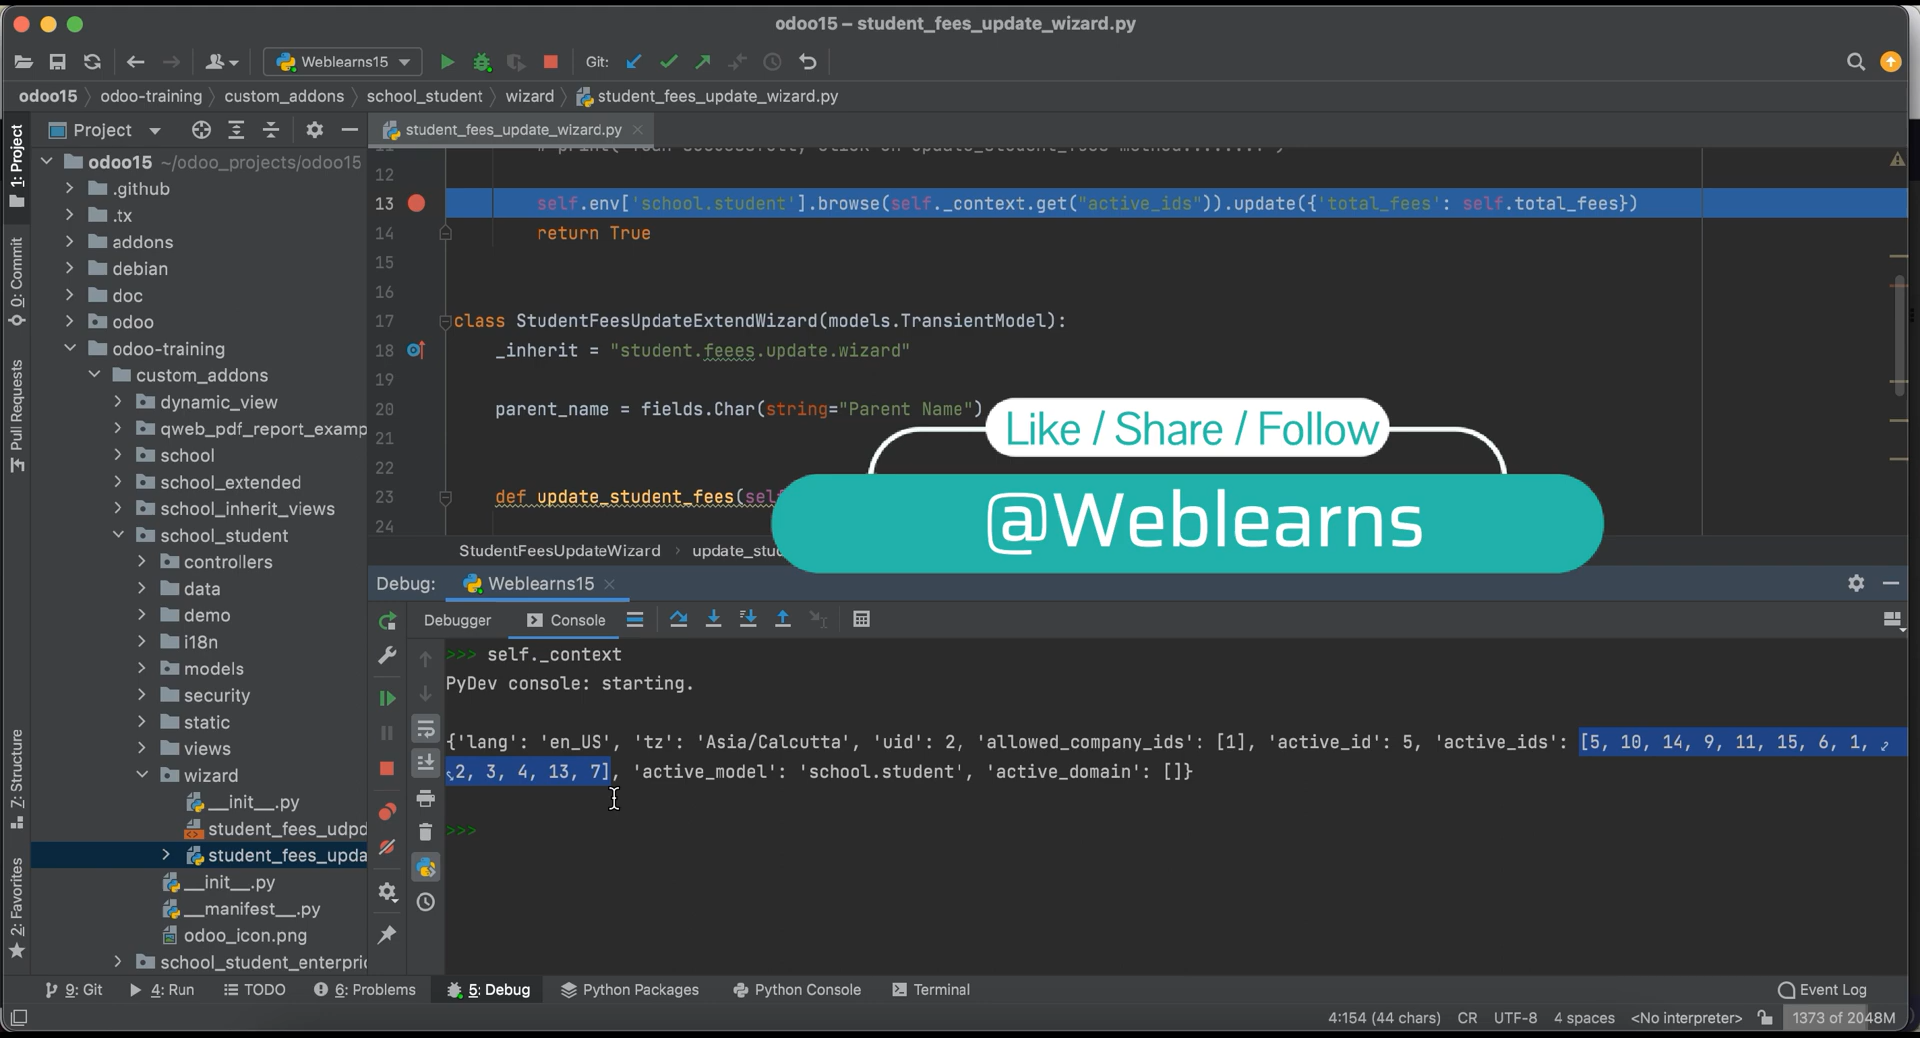 odoo15 – student_fees_update_wizard.py
Weblearns15
Git:
odoo15 odoo-training custom_addons school_student wizard student_fees_update_wizard.py
Project
student_fees_update_wizard.py
1: Project
0: Commit
Pull Requests
7: Structure
2: Favorites
odoo15 ~/odoo_projects/odoo15
.github
.tx
addons
debian
doc
odoo
odoo-training
custom_addons
dynamic_view
qweb_pdf_report_examp
school
school_extended
school_inherit_views
school_student
controllers
data
demo
i18n
models
security
static
views
wizard
__init__.py
student_fees_udpd
student_fees_upda
__init__.py
__manifest__.py
odoo_icon.png
school_student_enterpri
12
13 self.env['school.student'].browse(self._context.get("active_ids")).update({'total_fees': self.total_fees})
14 return True
15
16
17 class StudentFeesUpdateExtendWizard(models.TransientModel):
18 _inherit = "student.feees.update.wizard"
19
20 parent_name = fields.Char(string="Parent Name")
21
22
23 def update_student_fees(sel
24
Like / Share / Follow
@Weblearns
StudentFeesUpdateWizard › update_stu
Debug: Weblearns15
Debugger Console
>>> self._context
PyDev console: starting.
{'lang': 'en_US', 'tz': 'Asia/Calcutta', 'uid': 2, 'allowed_company_ids': [1], 'active_id': 5, 'active_ids': [5, 10, 14, 9, 11, 15, 6, 1,
2, 3, 4, 13, 7], 'active_model': 'school.student', 'active_domain': []}
>>>
9: Git 4: Run TODO 6: Problems 5: Debug Python Packages Python Console Terminal Event Log
4:154 (44 chars) CR UTF-8 4 spaces <No interpreter> 1373 of 2048M